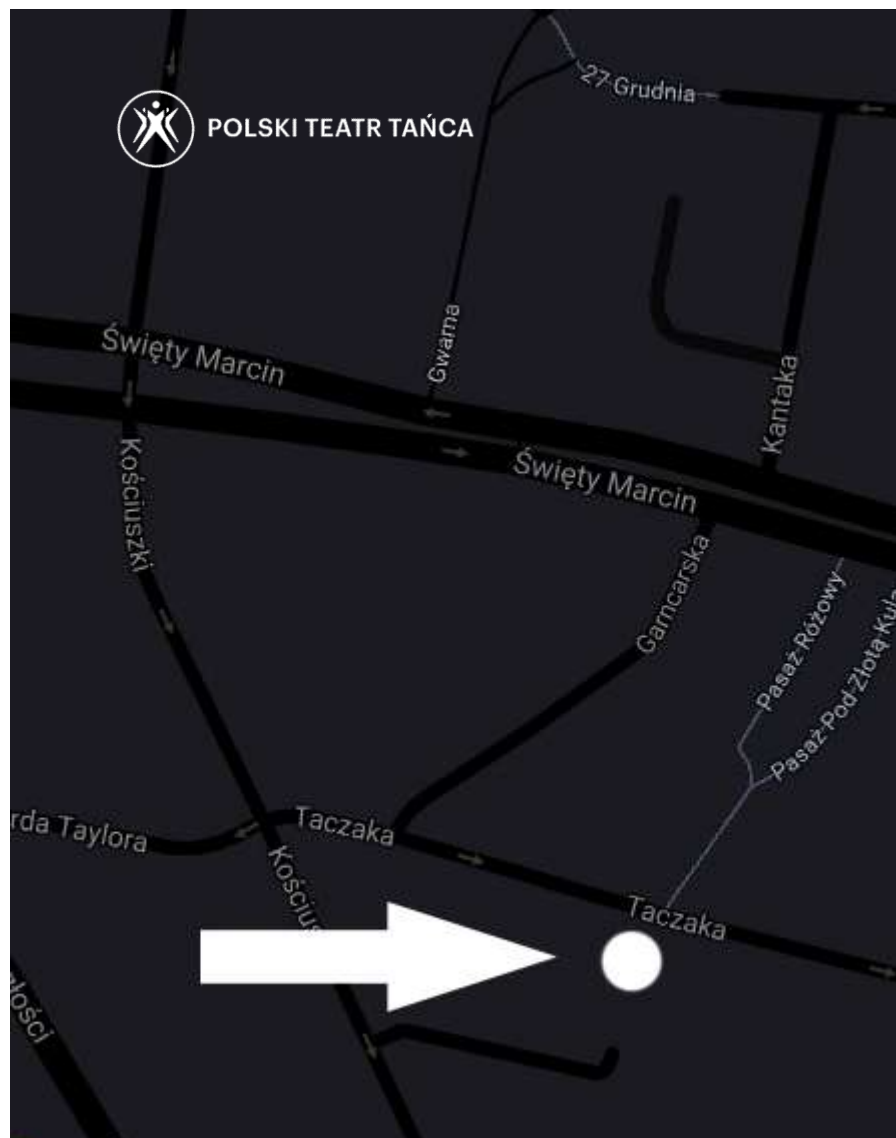 27 Grudnia
POLSKI TEATR TAŃCA
Święty Marcin
Gwarna
Kantaka
Kościuszki
Święty Marcin
Garncarska
Pasaż Różowy
Pasaż Pod Złotą Kulą
rda Taylora
Taczaka
Kościus
Taczaka
głości